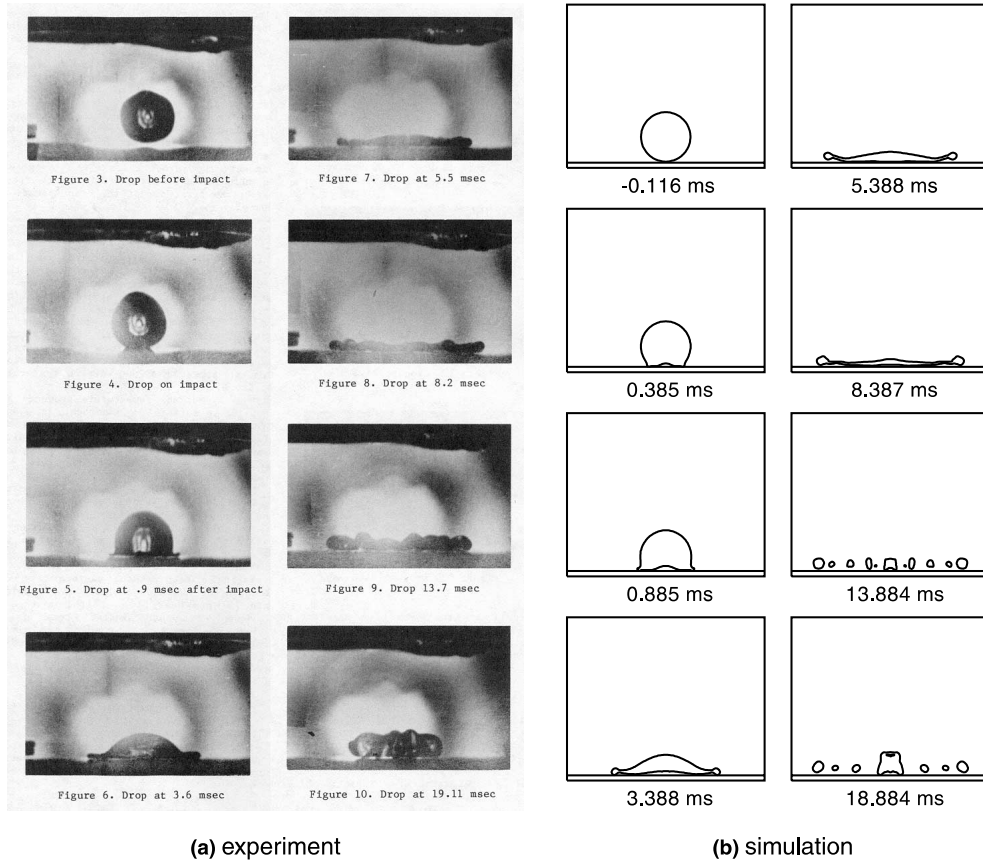 Figure 3. Drop before impact
Figure 7. Drop at 5.5 msec
Figure 4. Drop on impact
Figure 8. Drop at 8.2 msec
Figure 5. Drop at .9 msec after impact
Figure 9. Drop 13.7 msec
Figure 6. Drop at 3.6 msec
Figure 10. Drop at 19.11 msec
(a) experiment
-0.116 ms
5.388 ms
0.385 ms
8.387 ms
0.885 ms
13.884 ms
3.388 ms
18.884 ms
(b) simulation